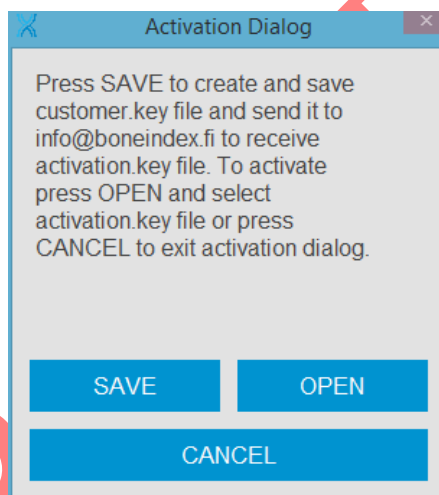 Activation Dialog
Press SAVE to create and save
customer.key file and send it to
info@boneindex.fi to receive
activation.key file. To activate
press OPEN and select
activation.key file or press
CANCEL to exit activation dialog.
SAVE OPEN
CANCEL